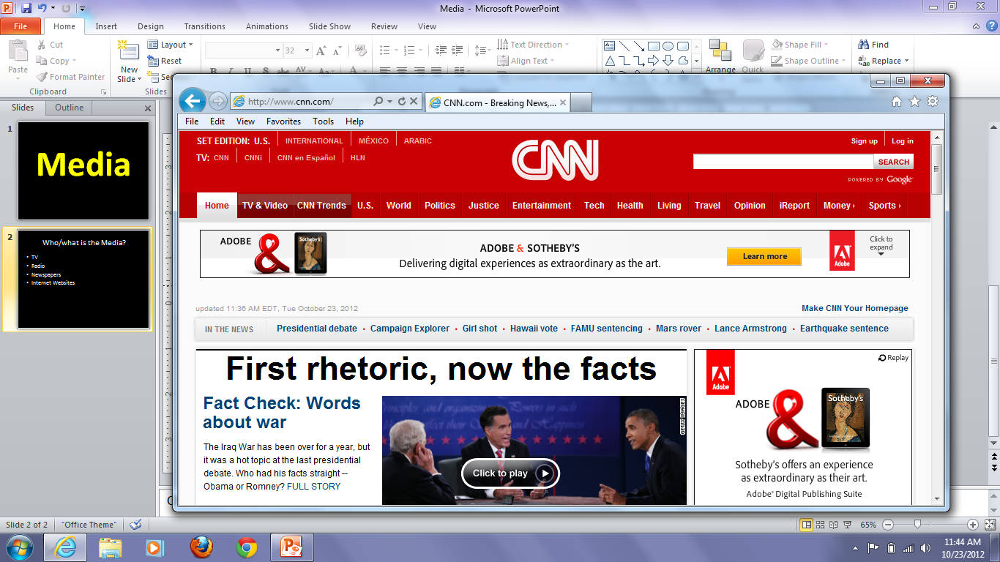 Media - Microsoft PowerPoint
File Home Insert Design Transitions Animations Slide Show Review View
Paste
Cut
Copy
Format Painter
Clipboard
New
Slide
Layout
Reset
Slides
32
Text Direction
Align Text
Arrange
Quick
Shape Fill
Shape Outline
Find
Replace
Slides Outline
1
Media
2
Who/what is the Media?
• TV
• Radio
• Newspapers
• Internet Websites
http://www.cnn.com/
CNN.com - Breaking News,...
File Edit View Favorites Tools Help
SET EDITION: U.S. INTERNATIONAL MÉXICO ARABIC
TV: CNN CNNi CNN en Español HLN
CNN
Sign up Log in
SEARCH
POWERED BY Google
Home TV & Video CNN Trends U.S. World Politics Justice Entertainment Tech Health Living Travel Opinion iReport Money Sports
ADOBE & Sotheby's
ADOBE & SOTHEBY'S
Delivering digital experiences as extraordinary as the art.
Learn more
Adobe
Click to
expand
updated 11:36 AM EDT, Tue October 23, 2012
Make CNN Your Homepage
IN THE NEWS Presidential debate • Campaign Explorer • Girl shot • Hawaii vote • FAMU sentencing • Mars rover • Lance Armstrong • Earthquake sentence
First rhetoric, now the facts
Fact Check: Words
about war
The Iraq War has been over for a year, but
it was a hot topic at the last presidential
debate. Who had his facts straight --
Obama or Romney? FULL STORY
Click to play
GETTY IMAGES
Adobe
Replay
ADOBE & Sotheby's
Sotheby's offers an experience
as extraordinary as their art.
Adobe® Digital Publishing Suite
Slide 2 of 2 "Office Theme" 65%
11:44 AM
10/23/2012